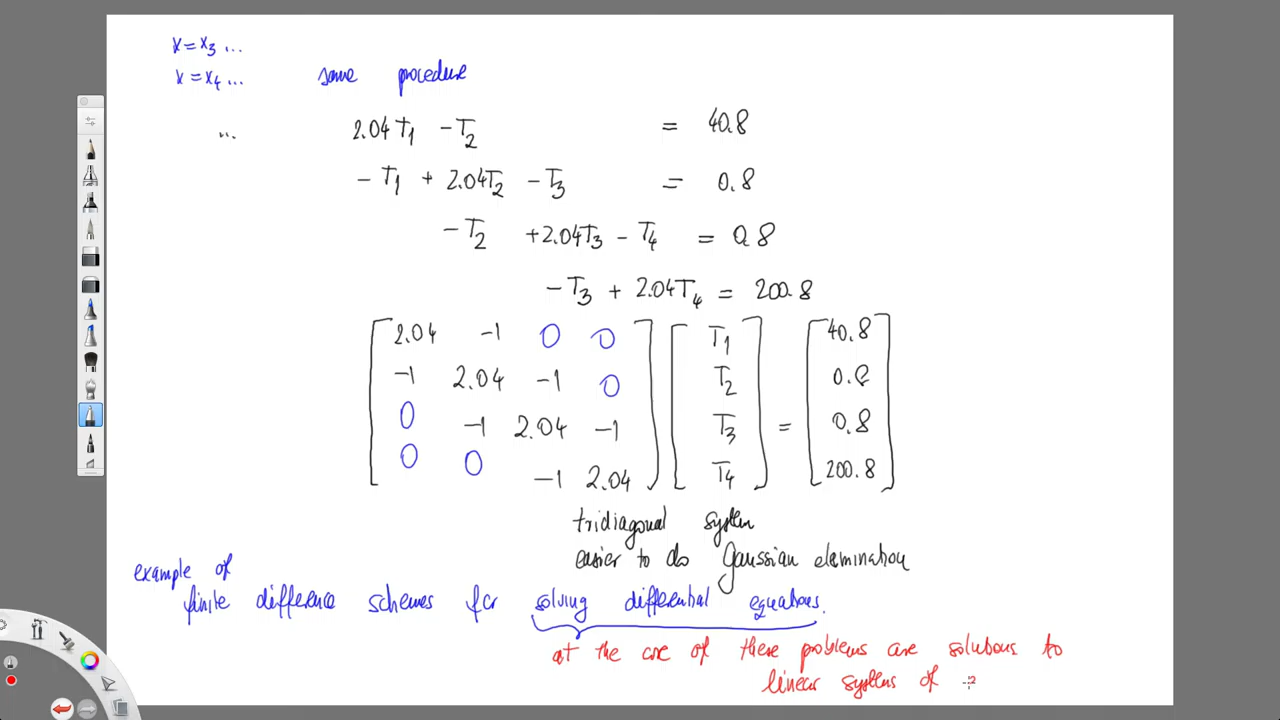 x=x3 ...
x=x4 ... same procedure
... 2.04T1 -T2 = 40.8
-T1 + 2.04T2 -T3 = 0.8
-T2 +2.04T3 - T4 = 0.8
-T3 + 2.04T4 = 200.8
2.04 -1 0 0 T1 40.8
-1 2.04 -1 0 T2 0.8
0 -1 2.04 -1 T3 = 0.8
0 0 -1 2.04 T4 200.8
tridiagonal system
easier to do Gaussian elamination
example of
finite difference schemes for solving differential equations.
at the core of these problems are solutions to
linear systems of